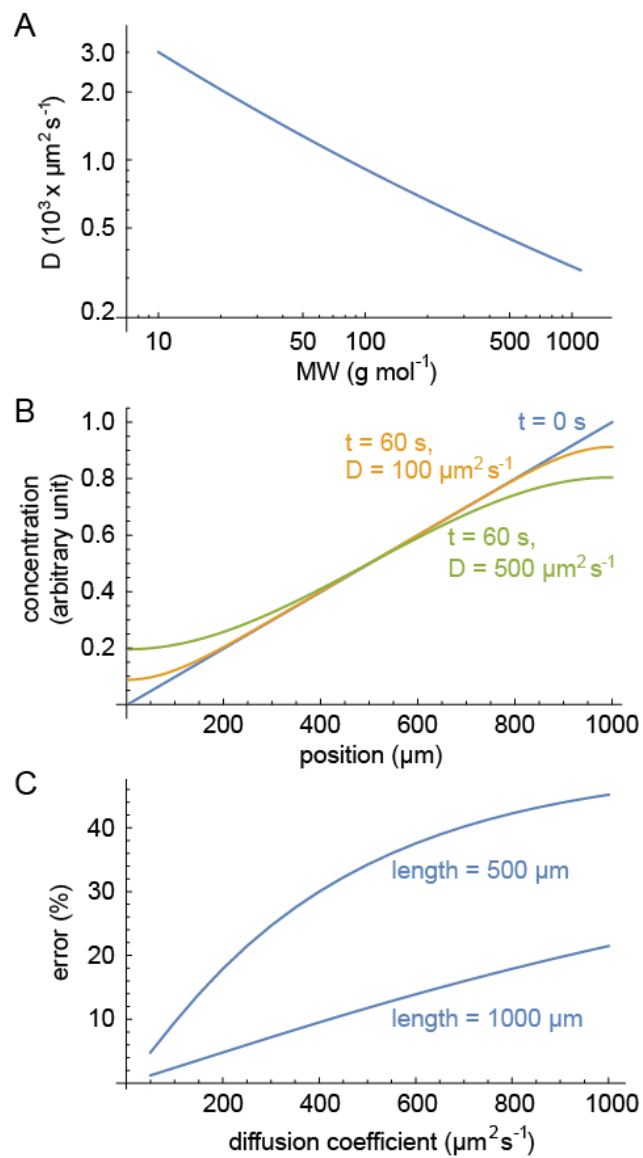 A
3.0
2.0
1.0
0.5
0.2
D (10³ x µm² s⁻¹)
10
50
100
500
1000
MW (g mol⁻¹)
B
1.0
0.8
0.6
0.4
0.2
concentration
(arbitrary unit)
t = 0 s
t = 60 s,
D = 100 µm² s⁻¹
t = 60 s,
D = 500 µm² s⁻¹
200
400
600
800
1000
position (µm)
C
40
30
20
10
error (%)
length = 500 µm
length = 1000 µm
200
400
600
800
1000
diffusion coefficient (µm² s⁻¹)